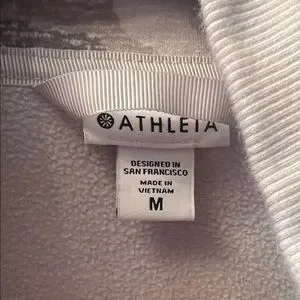 ATHLETA
DESIGNED IN
SAN FRANCISCO
MADE IN
VIETNAM
M